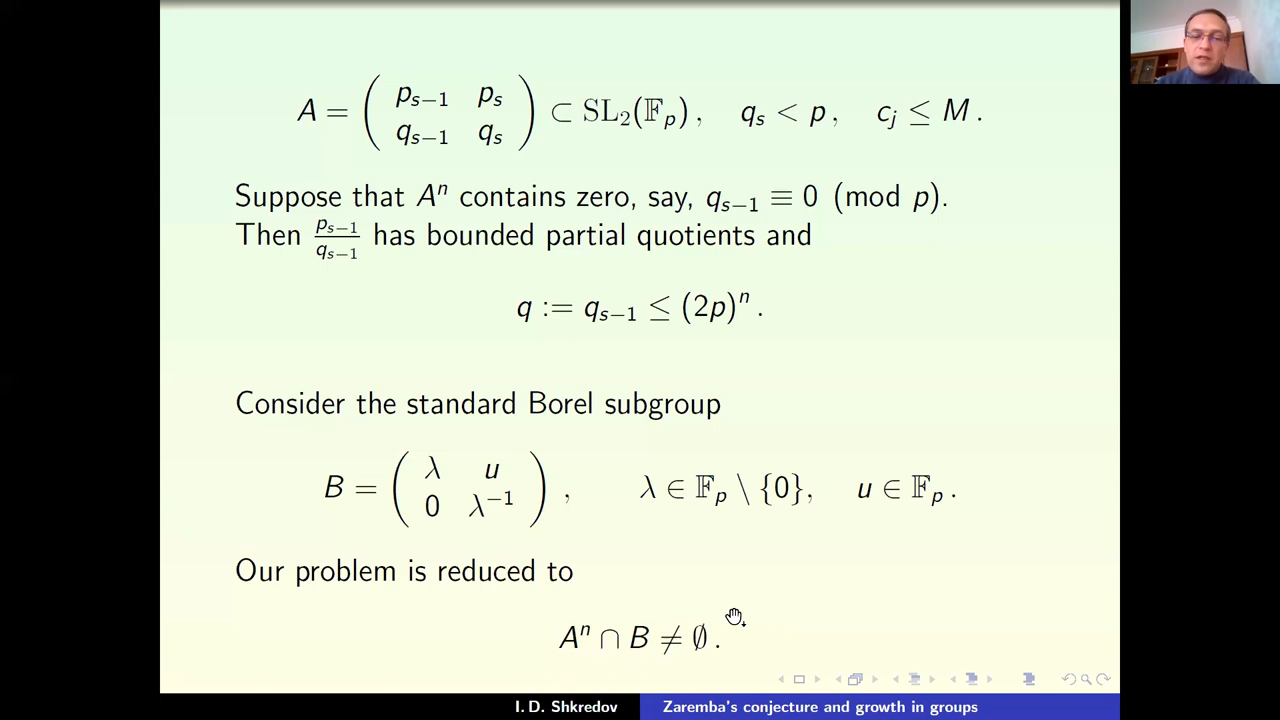 A = ( p_{s−1} p_s
q_{s−1} q_s ) ⊂ SL_2(𝔽_p) , q_s < p , c_j ≤ M .
Suppose that A^n contains zero, say, q_{s−1} ≡ 0 (mod p).
Then p_{s−1}/q_{s−1} has bounded partial quotients and
q := q_{s−1} ≤ (2p)^n .
Consider the standard Borel subgroup
B = ( λ u
0 λ^{−1} ) , λ ∈ 𝔽_p \ {0}, u ∈ 𝔽_p .
Our problem is reduced to
A^n ∩ B ≠ ∅ .
I. D. Shkredov Zaremba's conjecture and growth in groups